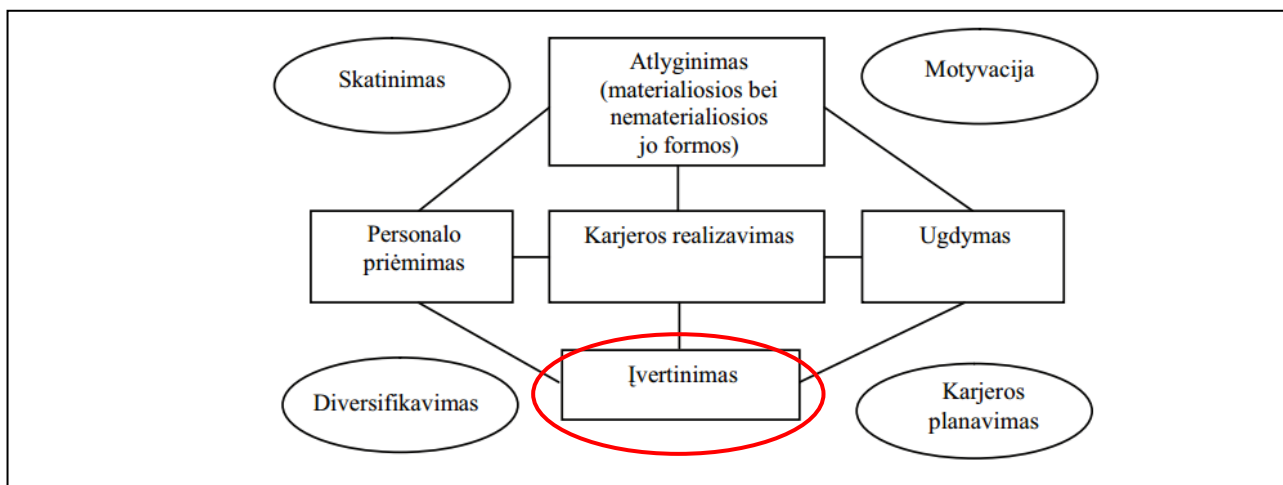 Skatinimas
Atlyginimas
(materialiosios bei
nematerialiosios
jo formos)
Motyvacija
Personalo
priėmimas
Karjeros realizavimas
Ugdymas
Diversifikavimas
Įvertinimas
Karjeros
planavimas